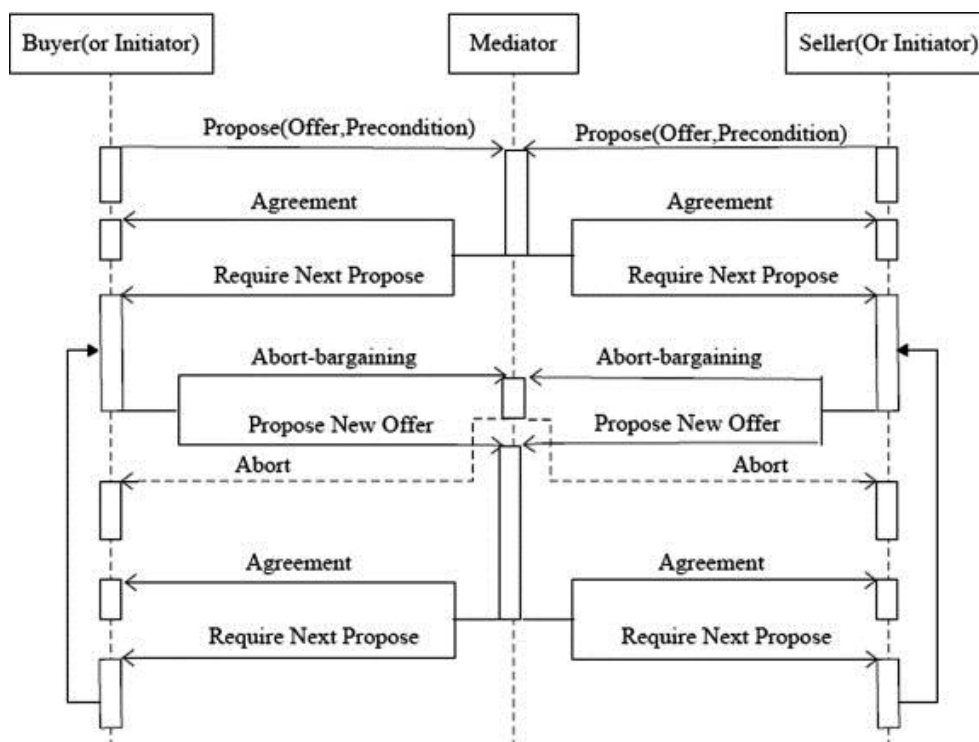 Buyer(or Initiator)
Mediator
Seller(Or Initiator)
Propose(Offer,Precondition)
Propose(Offer,Precondition)
Agreement
Agreement
Require Next Propose
Require Next Propose
Abort-bargaining
Abort-bargaining
Propose New Offer
Propose New Offer
Abort
Abort
Agreement
Agreement
Require Next Propose
Require Next Propose